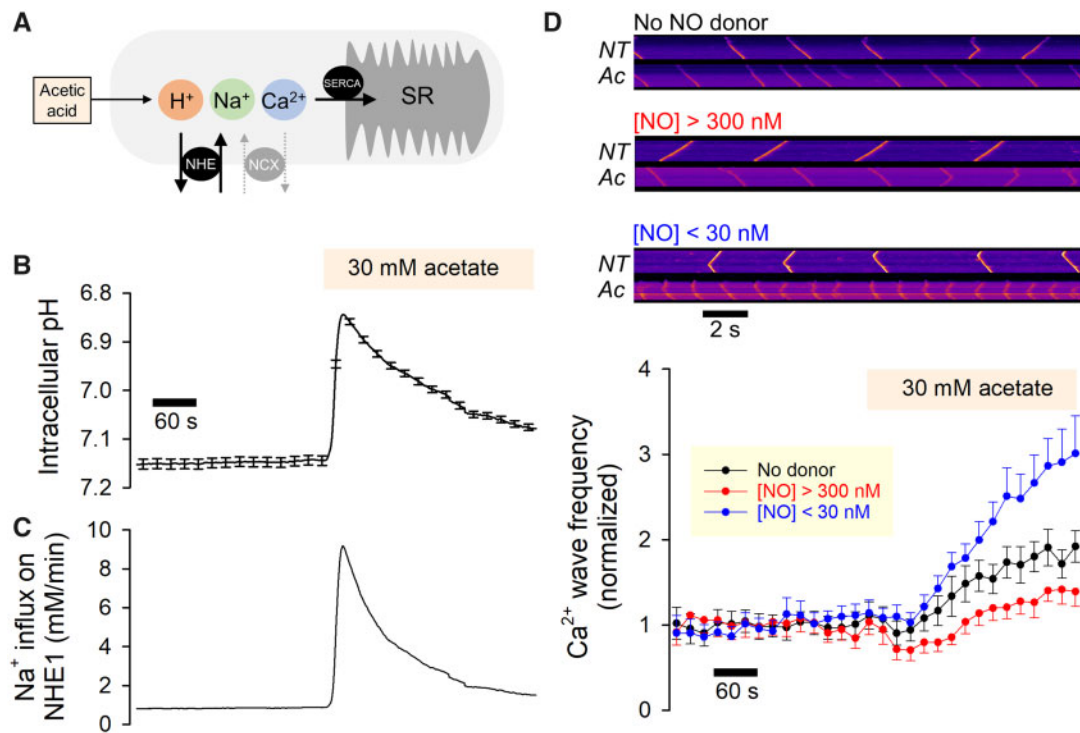 A
Acetic
acid
H+
Na+
Ca2+
SERCA
SR
NHE
NCX
B
30 mM acetate
Intracellular pH
6.8
6.9
7.0
7.1
7.2
60 s
C
Na+ influx on
NHE1 (mM/min)
10
8
6
4
2
0
D
No NO donor
NT
Ac
[NO] > 300 nM
NT
Ac
[NO] < 30 nM
NT
Ac
2 s
30 mM acetate
Ca2+ wave frequency
(normalized)
4
3
2
1
0
No donor
[NO] > 300 nM
[NO] < 30 nM
60 s